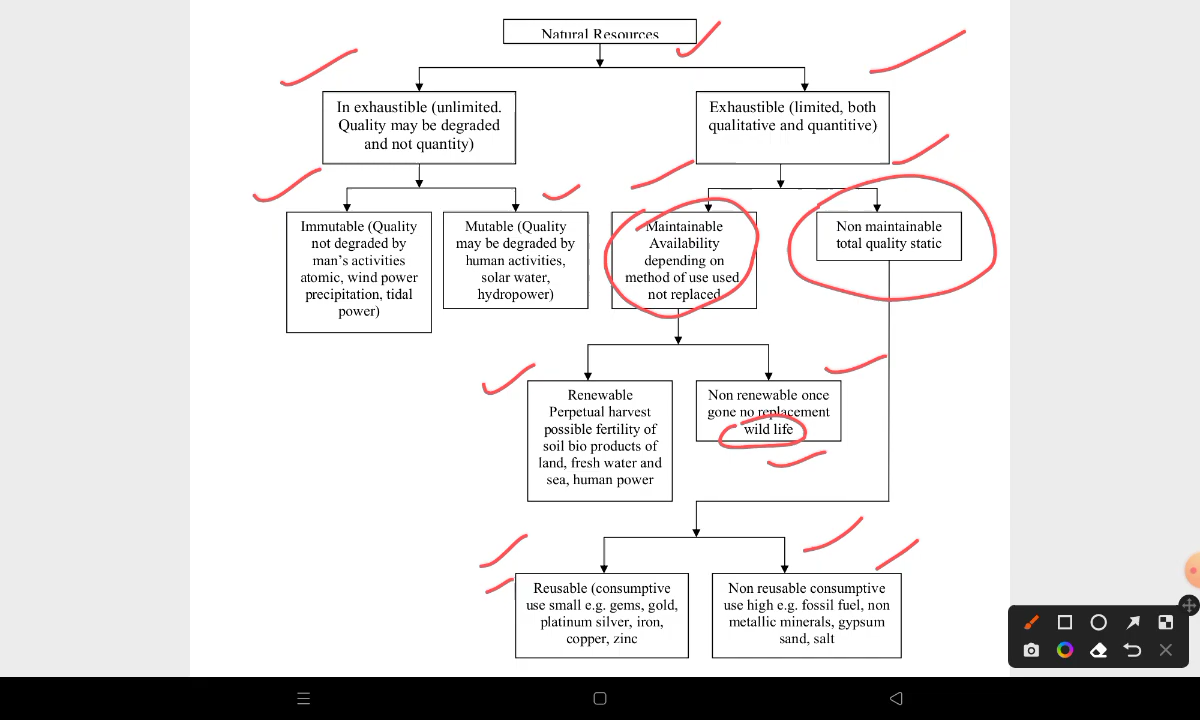 Natural Resources
In exhaustible (unlimited.
Quality may be degraded
and not quantity)
Exhaustible (limited, both
qualitative and quantitive)
Immutable (Quality
not degraded by
man's activities
atomic, wind power
precipitation, tidal
power)
Mutable (Quality
may be degraded by
human activities,
solar water,
hydropower)
Maintainable
Availability
depending on
method of use used
not replaced
Non maintainable
total quality static
Renewable
Perpetual harvest
possible fertility of
soil bio products of
land, fresh water and
sea, human power
Non renewable once
gone no replacement
wild life
Reusable (consumptive
use small e.g. gems, gold,
platinum silver, iron,
copper, zinc
Non reusable consumptive
use high e.g. fossil fuel, non
metallic minerals, gypsum
sand, salt